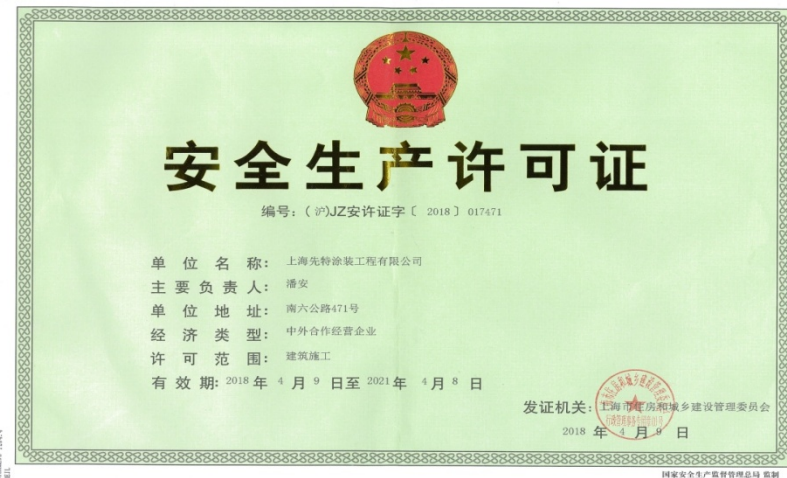 安全生产许可证
编号：（沪)JZ安许证字〔 2018 〕 017471
单位名称： 上海先特涂装工程有限公司
主要负责人： 潘安
单位地址： 南六公路471号
经济类型： 中外合作经营企业
许可范围： 建筑施工
有效期: 2018 年 4 月 9 日至 2021 年 4 月 8 日
发证机关： 上海市住房和城乡建设管理委员会
2018 年 4 月 9 日
国家安全生产监督管理总局 监制